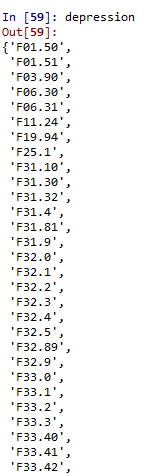 In [59]: depression
Out[59]:
{'F01.50',
'F01.51',
'F03.90',
'F06.30',
'F06.31',
'F11.24',
'F19.94',
'F25.1',
'F31.10',
'F31.30',
'F31.32',
'F31.4',
'F31.81',
'F31.9',
'F32.0',
'F32.1',
'F32.2',
'F32.3',
'F32.4',
'F32.5',
'F32.89',
'F32.9',
'F33.0',
'F33.1',
'F33.2',
'F33.3',
'F33.40',
'F33.41',
'F33.42',